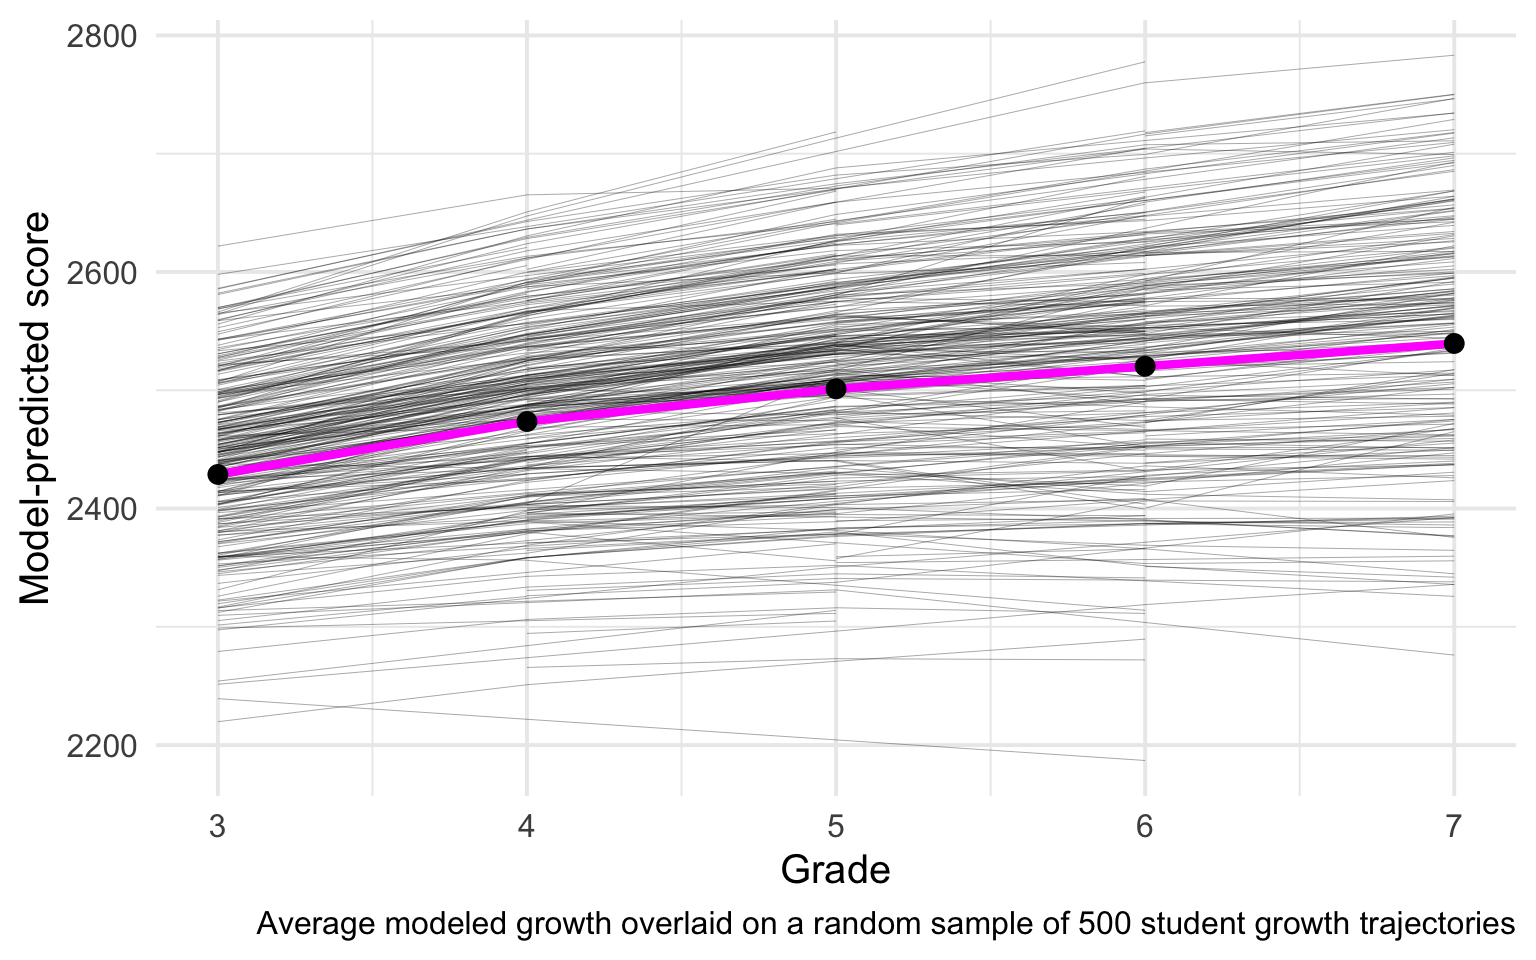 2800
2600
2400
2200
Model-predicted score
3 4 5 6 7
Grade
Average modeled growth overlaid on a random sample of 500 student growth trajectories